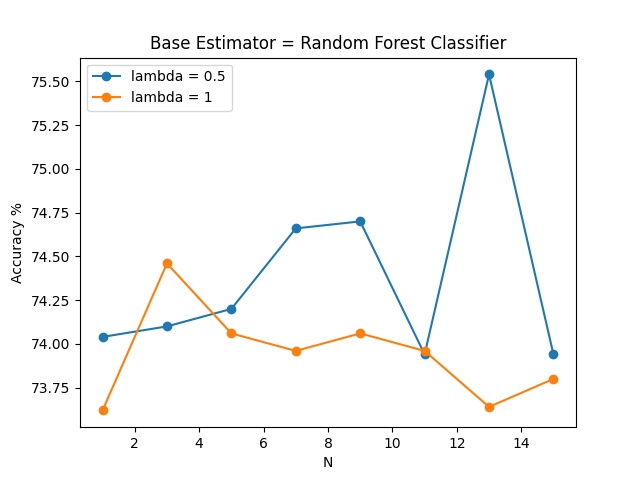 Base Estimator = Random Forest Classifier
lambda = 0.5
lambda = 1
75.50
75.25
75.00
74.75
74.50
74.25
74.00
73.75
Accuracy %
2 4 6 8 10 12 14
N